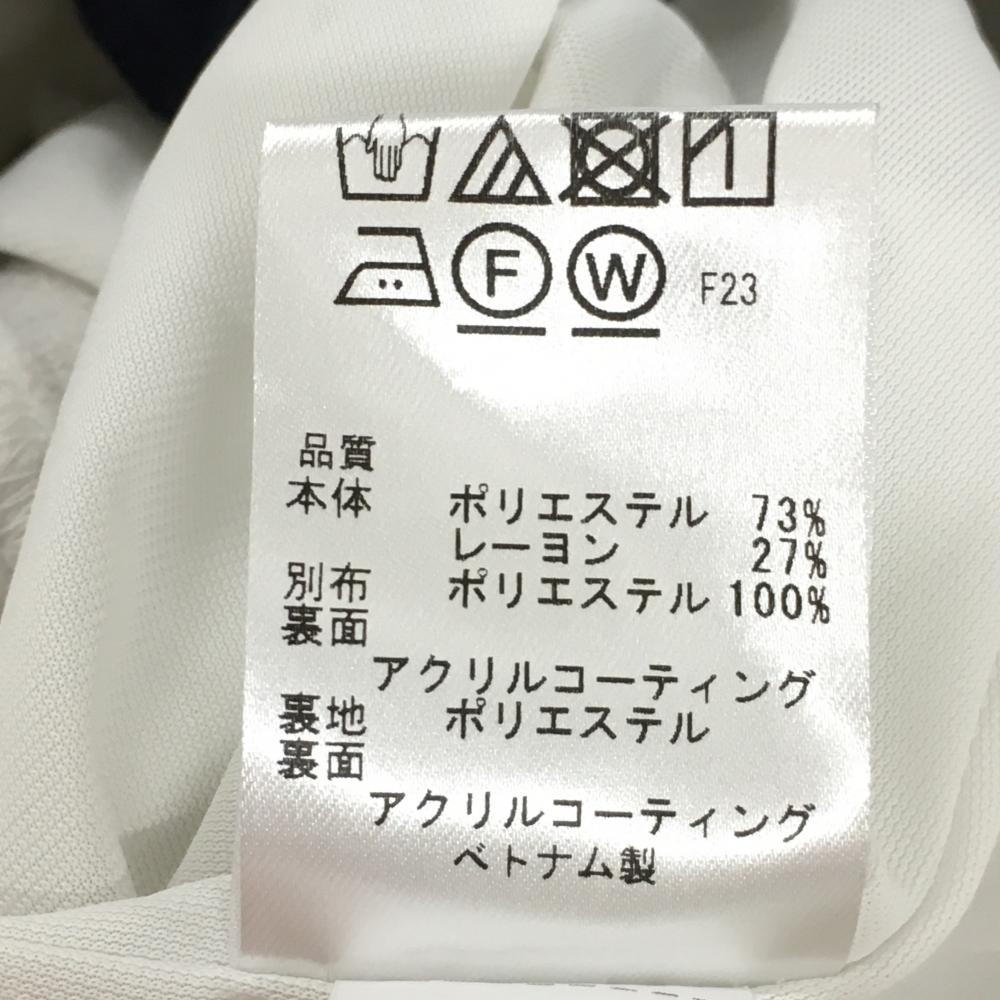 F W F23
品質
本体 ポリエステル 73%
レーヨン 27%
別布 ポリエステル 100%
裏面
アクリルコーティング
裏地 ポリエステル
裏面
アクリルコーティング
ベトナム製